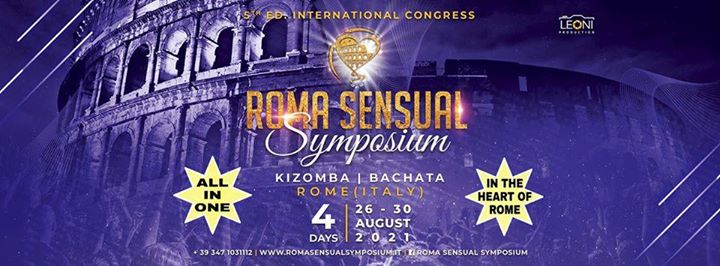 5TH ED. INTERNATIONAL CONGRESS
LEONI
PRODUCTION
ROMA SENSUAL
Symposium
KIZOMBA | BACHATA
ROME(ITALY)
ALL
IN
ONE
4
DAYS
26 - 30
AUGUST
2021
IN THE
HEART OF
ROME
+ 39 347 1031112 | WWW.ROMASENSUALSYMPOSIUM.IT | ROMA SENSUAL SYMPOSIUM